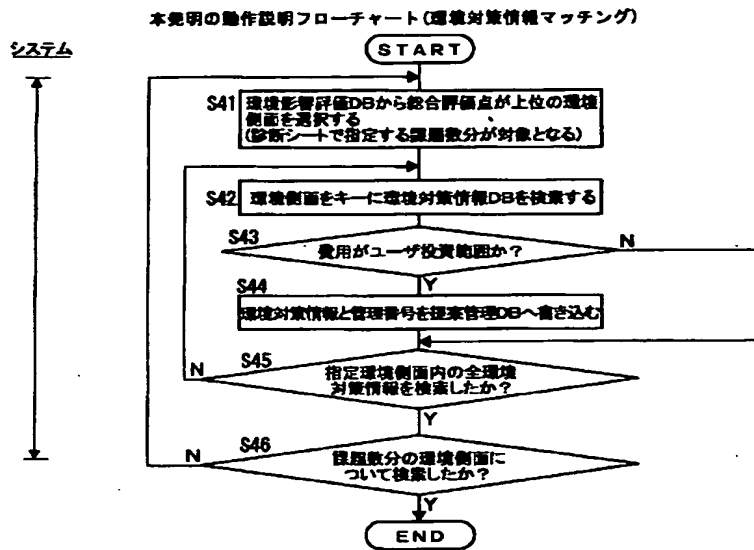 本発明の動作説明フローチャート(環境対策情報マッチング)
システム
START
S41
環境影響評価DBから総合評価点が上位の環境
側面を選択する
(診断シートで指定する課題数分が対象となる)
S42
環境側面をキーに環境対策情報DBを検索する
S43
費用がユーザ投資範囲か?
N
Y
S44
環境対策情報と管理番号を提案管理DBへ書き込む
S45
N
指定環境側面内の全環境
対策情報を検索したか?
Y
S46
N
課題数分の環境側面に
ついて検索したか?
Y
END